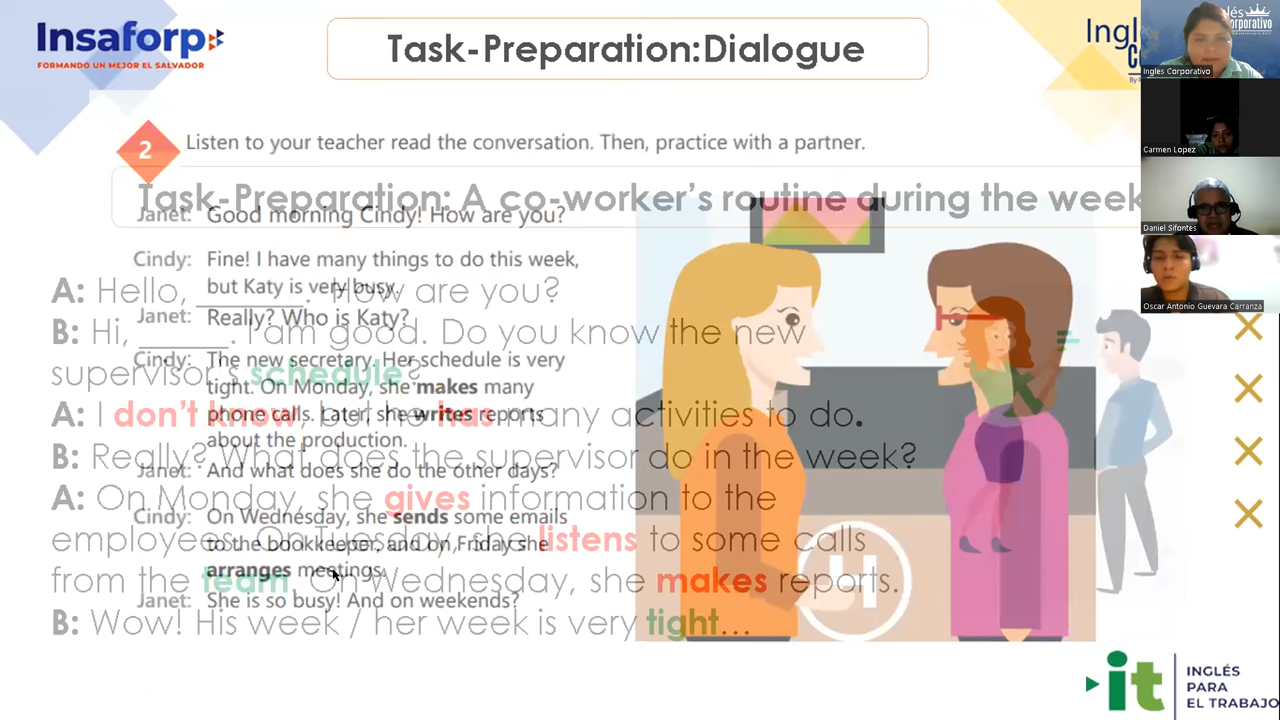 Insaforp
FORMANDO UN MEJOR EL SALVADOR
Task-Preparation: Dialogue
2
Listen to your teacher read the conversation. Then, practice with a partner.
Janet: Good morning Cindy! How are you?
Cindy: Fine! I have many things to do this week,
but Katy is very busy.
Janet: Really? Who is Katy?
Cindy: The new secretary. Her schedule is very
tight. On Monday, she makes many
phone calls. Later, she writes reports
about the production.
Janet: And what does she do the other days?
Cindy: On Wednesday, she sends some emails
to the bookkeeper, and on Friday she
arranges meetings.
Janet: She is so busy! And on weekends?
Task-Preparation: A co-worker's routine during the week
A: Hello, ________. How are you?
B: Hi, ______. I am good. Do you know the new
supervisor's schedule?
A: I don't know, but he has many activities to do.
B: Really? What does the supervisor do in the week?
A: On Monday, she gives information to the
employees. On Tuesday, she listens to some calls
from the team. On Wednesday, she makes reports.
B: Wow! His week / her week is very tight...
Inglés Corporativo
Carmen Lopez
Daniel Sifontes
Oscar Antonio Guevara Carranza
it
INGLÉS
PARA
EL TRABAJO